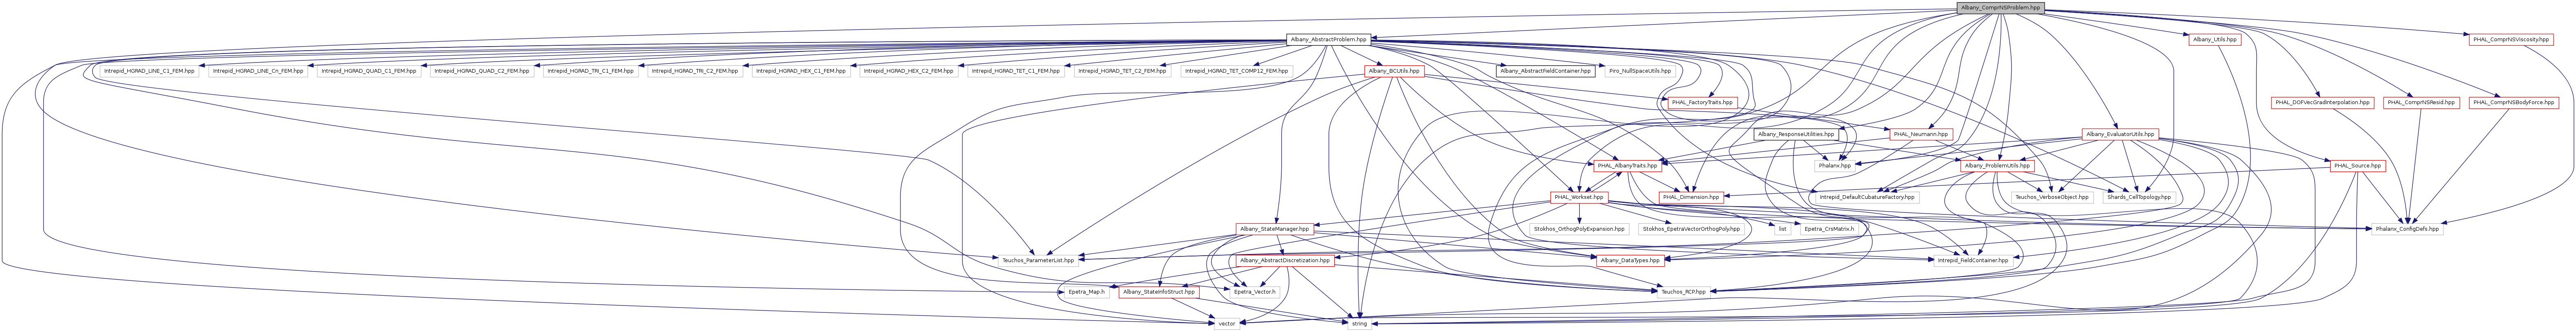 Albany_ComprNSProblem.hpp
Albany_AbstractProblem.hpp
Albany_Utils.hpp
PHAL_ComprNSViscosity.hpp
Intrepid_HGRAD_LINE_C1_FEM.hpp
Intrepid_HGRAD_LINE_Cn_FEM.hpp
Intrepid_HGRAD_QUAD_C1_FEM.hpp
Intrepid_HGRAD_QUAD_C2_FEM.hpp
Intrepid_HGRAD_TRI_C1_FEM.hpp
Intrepid_HGRAD_TRI_C2_FEM.hpp
Intrepid_HGRAD_HEX_C1_FEM.hpp
Intrepid_HGRAD_HEX_C2_FEM.hpp
Intrepid_HGRAD_TET_C1_FEM.hpp
Intrepid_HGRAD_TET_C2_FEM.hpp
Intrepid_HGRAD_TET_COMP12_FEM.hpp
Albany_BCUtils.hpp
Albany_AbstractFieldContainer.hpp
Piro_NullSpaceUtils.hpp
PHAL_FactoryTraits.hpp
PHAL_DOFVecGradInterpolation.hpp
PHAL_ComprNSResid.hpp
PHAL_ComprNSBodyForce.hpp
Albany_ResponseUtilities.hpp
PHAL_Neumann.hpp
Albany_EvaluatorUtils.hpp
PHAL_AlbanyTraits.hpp
Phalanx.hpp
Albany_ProblemUtils.hpp
PHAL_Source.hpp
PHAL_Workset.hpp
PHAL_Dimension.hpp
Intrepid_DefaultCubatureFactory.hpp
Teuchos_VerboseObject.hpp
Shards_CellTopology.hpp
Albany_StateManager.hpp
Stokhos_OrthogPolyExpansion.hpp
Stokhos_EpetraVectorOrthogPoly.hpp
list
Epetra_CrsMatrix.h
Phalanx_ConfigDefs.hpp
Teuchos_ParameterList.hpp
Albany_AbstractDiscretization.hpp
Albany_DataTypes.hpp
Intrepid_FieldContainer.hpp
Epetra_Map.h
Albany_StateInfoStruct.hpp
Epetra_Vector.h
Teuchos_RCP.hpp
vector
string